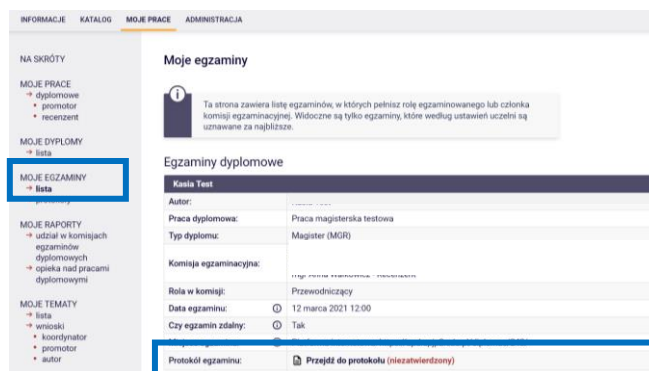 INFORMACJE KATALOG MOJE PRACE ADMINISTRACJA
NA SKRÓTY
MOJE PRACE
dyplomowe
promotor
recenzent
MOJE DYPLOMY
lista
MOJE EGZAMINY
lista
MOJE RAPORTY
udział w komisjach
egzaminów
dyplomowych
opieka nad pracami
dyplomowymi
MOJE TEMATY
lista
wnioski
koordynator
promotor
autor
Moje egzaminy
Ta strona zawiera listę egzaminów, w których pełnisz rolę egzaminowanego lub członka
komisji egzaminacyjnej. Widoczne są tylko egzaminy, które według ustawień uczelni są
uznawane za najbliższe.
Egzaminy dyplomowe
Kasia Test
Autor:
Praca dyplomowa: Praca magisterska testowa
Typ dyplomu: Magister (MGR)
Komisja egzaminacyjna:
Rola w komisji: Przewodniczący
Data egzaminu: 12 marca 2021 12:00
Czy egzamin zdalny: Tak
Protokół egzaminu: Przejdź do protokołu (niezatwierdzony)